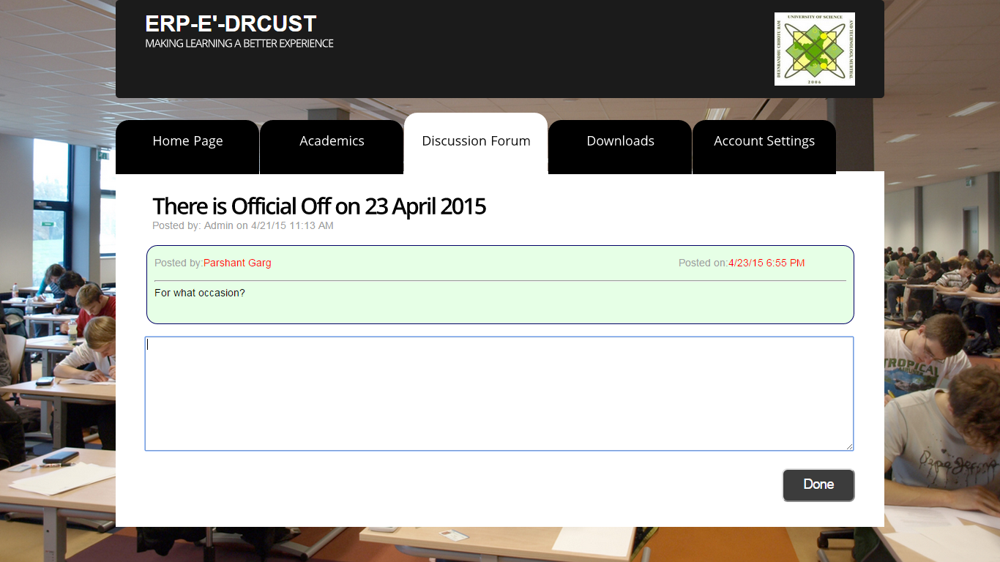 ERP-E'-DRCUST
MAKING LEARNING A BETTER EXPERIENCE
UNIVERSITY OF SCIENCE
AND TECHNOLOGY, MURTHAL
DEENBANDHU CHHOTU RAM
2006
Home Page
Academics
Discussion Forum
Downloads
Account Settings
There is Official Off on 23 April 2015
Posted by: Admin on 4/21/15 11:13 AM
Posted by:Parshant Garg
Posted on:4/23/15 6:55 PM
For what occasion?
Done
TROPICAL
Pepe Jeans